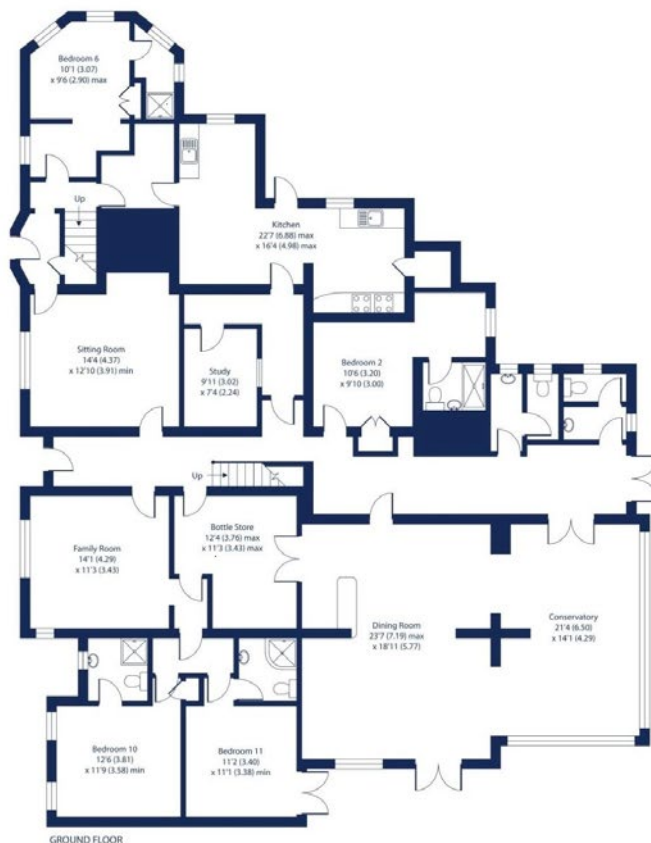 Bedroom 6
10'1 (3.07)
x 9'6 (2.90) max
Up
Kitchen
22'7 (6.88) max
x 16'4 (4.98) max
Sitting Room
14'4 (4.37)
x 12'10 (3.91) min
Study
9'11 (3.02)
x 7'4 (2.24)
Bedroom 2
10'6 (3.20)
x 9'10 (3.00)
Up
Family Room
14'1 (4.29)
x 11'3 (3.43)
Bottle Store
12'4 (3.76) max
x 11'3 (3.43) max
Dining Room
23'7 (7.19) max
x 18'11 (5.77)
Conservatory
21'4 (6.50)
x 14'1 (4.29)
Bedroom 10
12'6 (3.81)
x 11'9 (3.58) min
Bedroom 11
11'2 (3.40)
x 11'1 (3.38) min
GROUND FLOOR